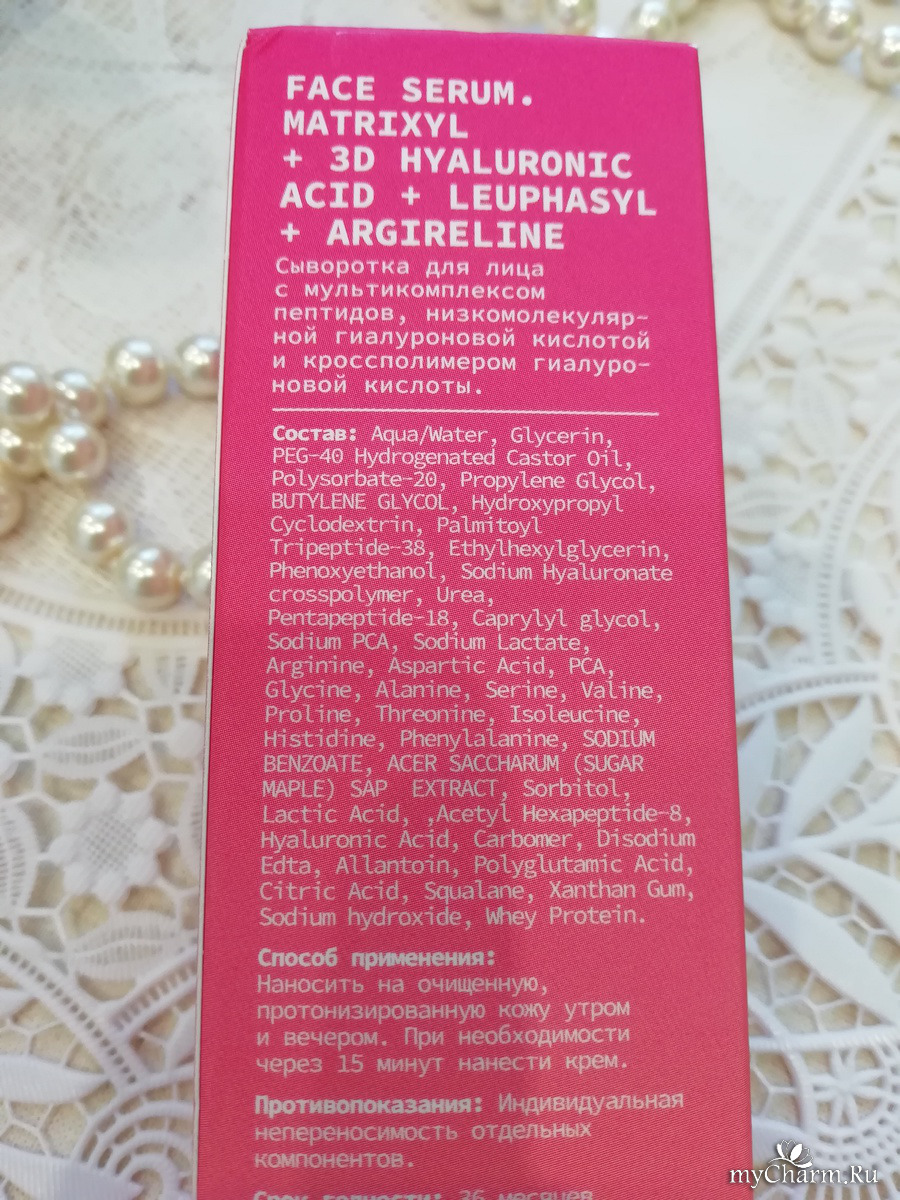 FACE SERUM.
MATRIXYL
+ 3D HYALURONIC
ACID + LEUPHASYL
+ ARGIRELINE
Сыворотка для лица
с мультикомплексом
пептидов, низкомолекуляр-
ной гиалуроновой кислотой
и кроссполимером гиалуро-
новой кислоты.
Состав: Aqua/Water, Glycerin,
PEG-40 Hydrogenated Castor Oil,
Polysorbate-20, Propylene Glycol,
BUTYLENE GLYCOL, Hydroxypropyl
Cyclodextrin, Palmitoyl
Tripeptide-38, Ethylhexylglycerin,
Phenoxyethanol, Sodium Hyaluronate
crosspolymer, Urea,
Pentapeptide-18, Caprylyl glycol,
Sodium PCA, Sodium Lactate,
Arginine, Aspartic Acid, PCA,
Glycine, Alanine, Serine, Valine,
Proline, Threonine, Isoleucine,
Histidine, Phenylalanine, SODIUM
BENZOATE, ACER SACCHARUM (SUGAR
MAPLE) SAP EXTRACT, Sorbitol,
Lactic Acid, ,Acetyl Hexapeptide-8,
Hyaluronic Acid, Carbomer, Disodium
Edta, Allantoin, Polyglutamic Acid,
Citric Acid, Squalane, Xanthan Gum,
Sodium hydroxide, Whey Protein.
Способ применения:
Наносить на очищенную,
протонизированную кожу утром
и вечером. При необходимости
через 15 минут нанести крем.
Противопоказания: Индивидуальная
непереносимость отдельных
компонентов.
Срок годности: 36 месяцев
myCharm.Ru